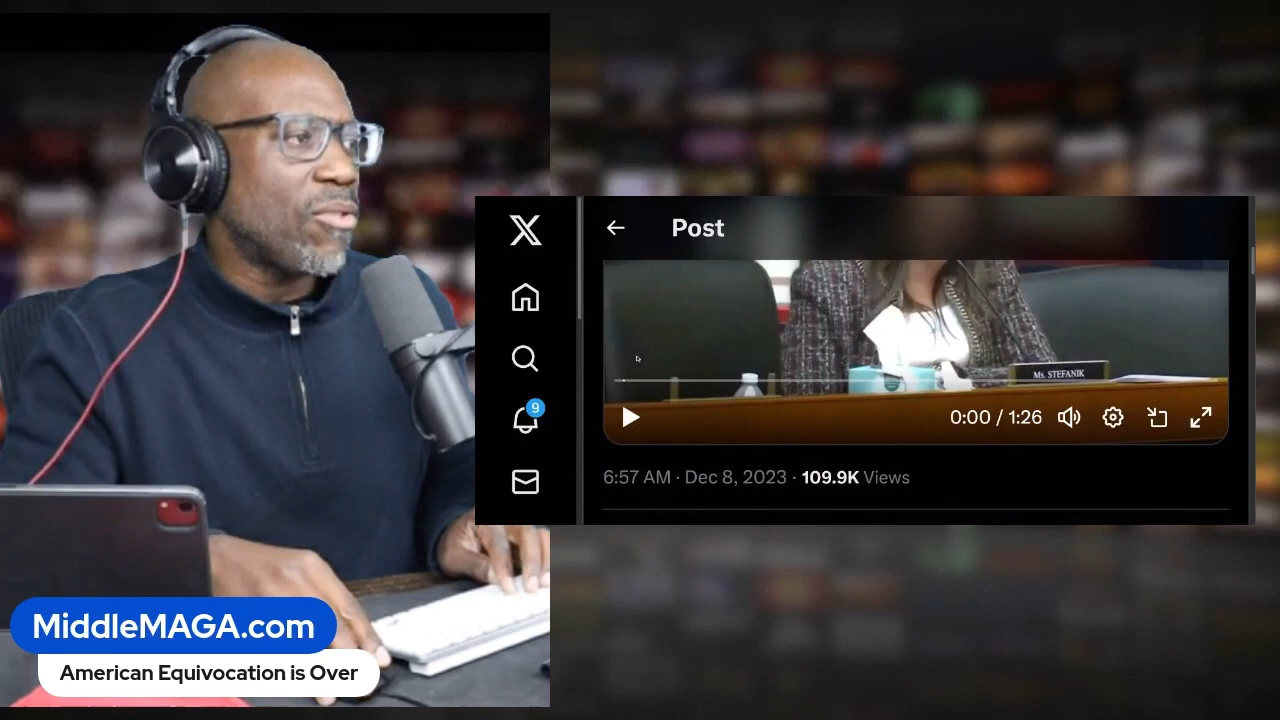 Post
Ms. STEFANIK
0:00 / 1:26
9
6:57 AM · Dec 8, 2023 · 109.9K Views
MiddleMAGA.com
American Equivocation is Over